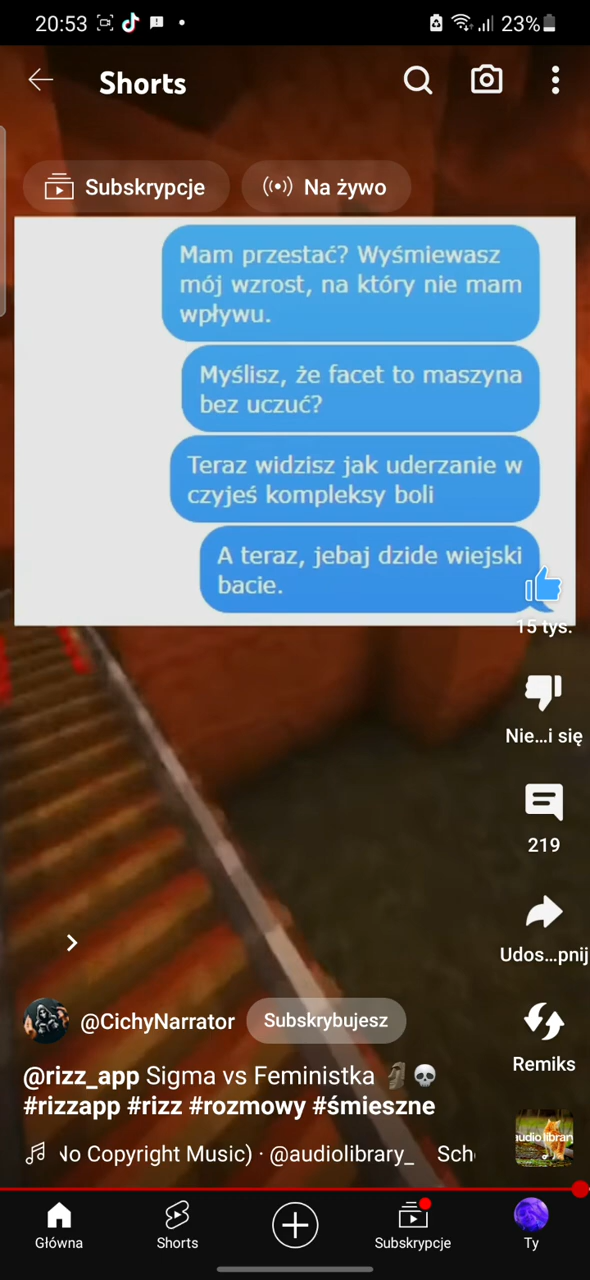 20:53
23%
Shorts
Subskrypcje
Na żywo
Mam przestać? Wyśmiewasz
mój wzrost, na który nie mam
wpływu.
Myślisz, że facet to maszyna
bez uczuć?
Teraz widzisz jak uderzanie w
czyjeś kompleksy boli
A teraz, jebaj dzide wiejski
bacie.
15 tys.
Nie...i się
219
Udos...pnij
Remiks
@CichyNarrator
Subskrybujesz
@rizz_app Sigma vs Feministka 🗿💀
#rizzapp #rizz #rozmowy #śmieszne
No Copyright Music) · @audiolibrary_ Sch
audio library
Główna
Shorts
Subskrypcje
Ty